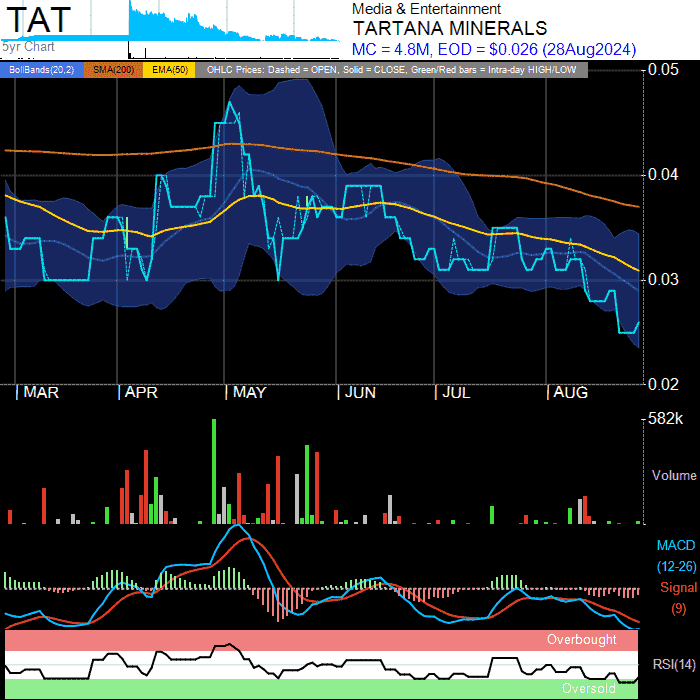 TAT
Media & Entertainment
TARTANA MINERALS
5yr Chart
MC = 4.8M, EOD = $0.026 (28Aug2024)
BollBands(20,2) SMA(200) EMA(50) OHLC Prices: Dashed = OPEN, Solid = CLOSE, Green/Red bars = Intra-day HIGH/LOW
0.05
0.04
0.03
0.02
| MAR | APR | MAY | JUN | JUL | AUG
582k
Volume
MACD
(12-26)
Signal
(9)
Overbought
RSI(14)
Oversold